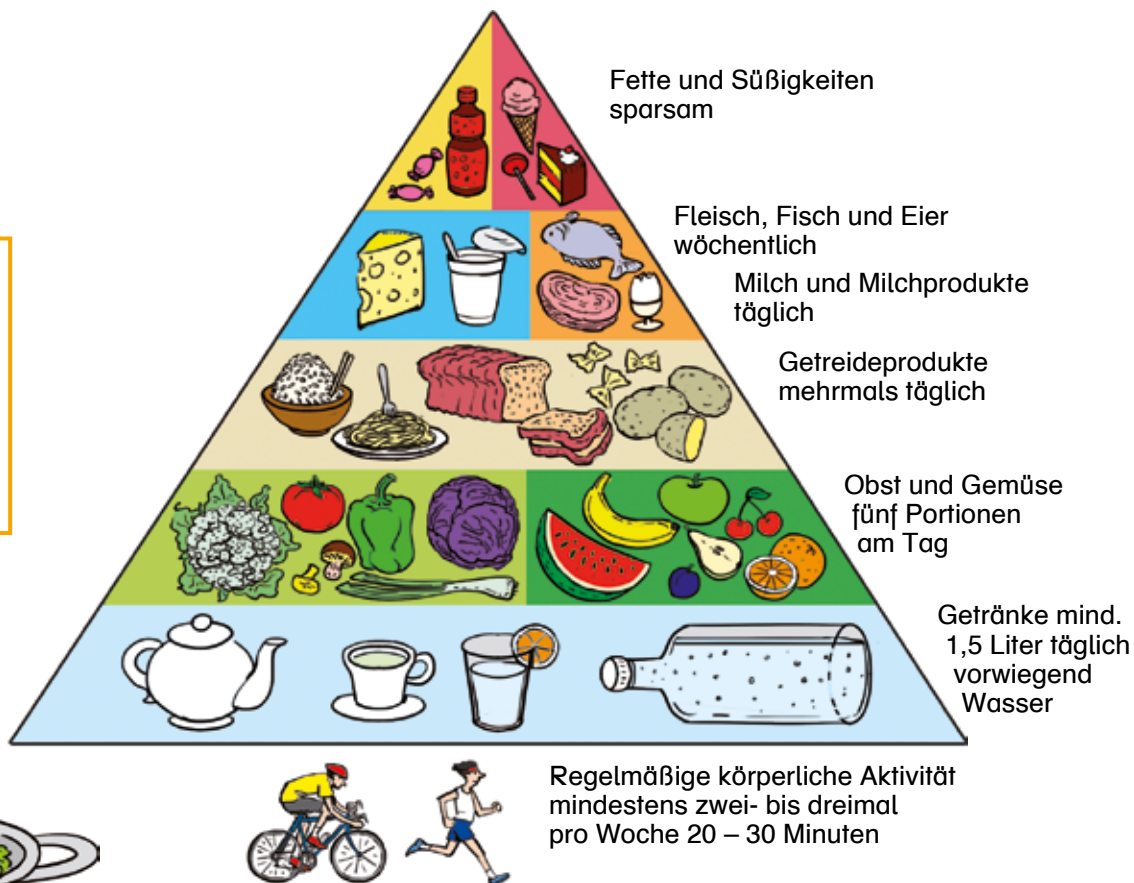 Fette und Süßigkeiten
sparsam
Fleisch, Fisch und Eier
wöchentlich
Milch und Milchprodukte
täglich
Getreideprodukte
mehrmals täglich
Obst und Gemüse
fünf Portionen
am Tag
Getränke mind.
1,5 Liter täglich
vorwiegend
Wasser
Regelmäßige körperliche Aktivität
mindestens zwei- bis dreimal
pro Woche 20 – 30 Minuten